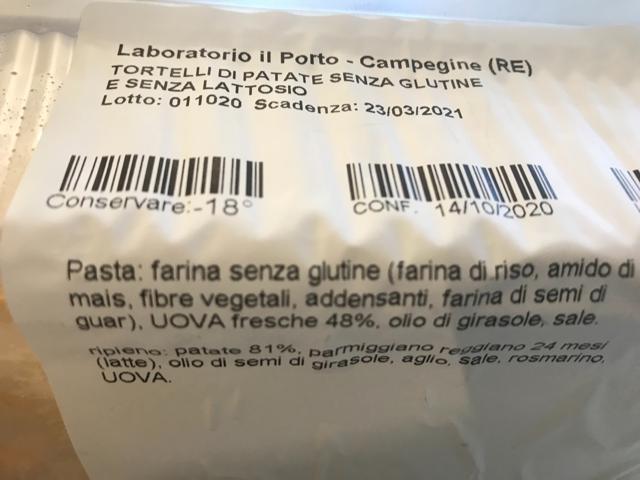 Laboratorio il Porto - Campegine (RE)
TORTELLI DI PATATE SENZA GLUTINE
E SENZA LATTOSIO
Lotto: 011020 Scadenza: 23/03/2021
Conservare:-18°
CONF. 14/10/2020
Pasta: farina senza glutine (farina di riso, amido di
mais, fibre vegetali, addensanti, farina di semi di
guar), UOVA fresche 48%, olio di girasole, sale.
ripieno: patate 81%, parmiggiano reggiano 24 mesi
(latte), olio di semi di girasole, aglio, sale, rosmarino,
UOVA.